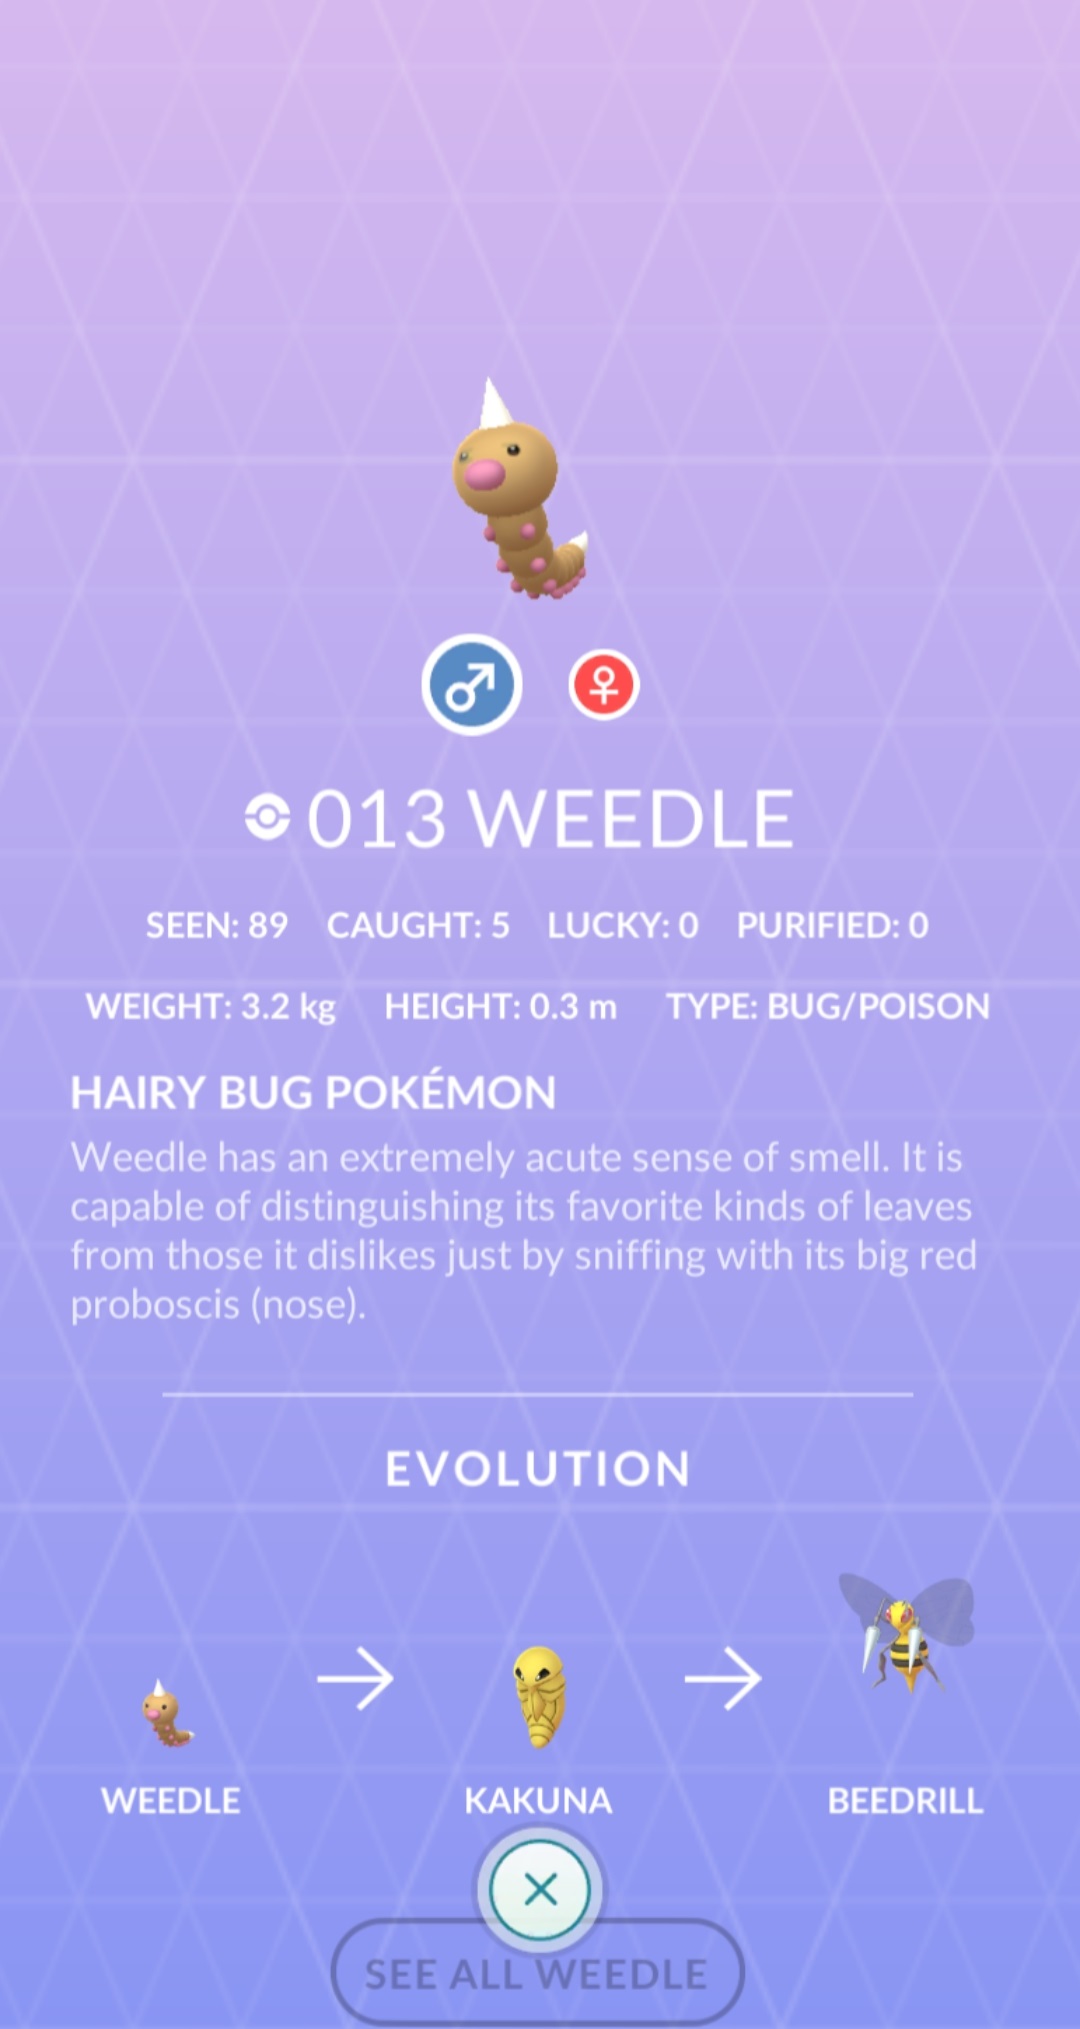 013 WEEDLE
SEEN: 89 CAUGHT: 5 LUCKY: 0 PURIFIED: 0
WEIGHT: 3.2 kg HEIGHT: 0.3 m TYPE: BUG/POISON
HAIRY BUG POKÉMON
Weedle has an extremely acute sense of smell. It is
capable of distinguishing its favorite kinds of leaves
from those it dislikes just by sniffing with its big red
proboscis (nose).
EVOLUTION
WEEDLE KAKUNA BEEDRILL
SEE ALL WEEDLE